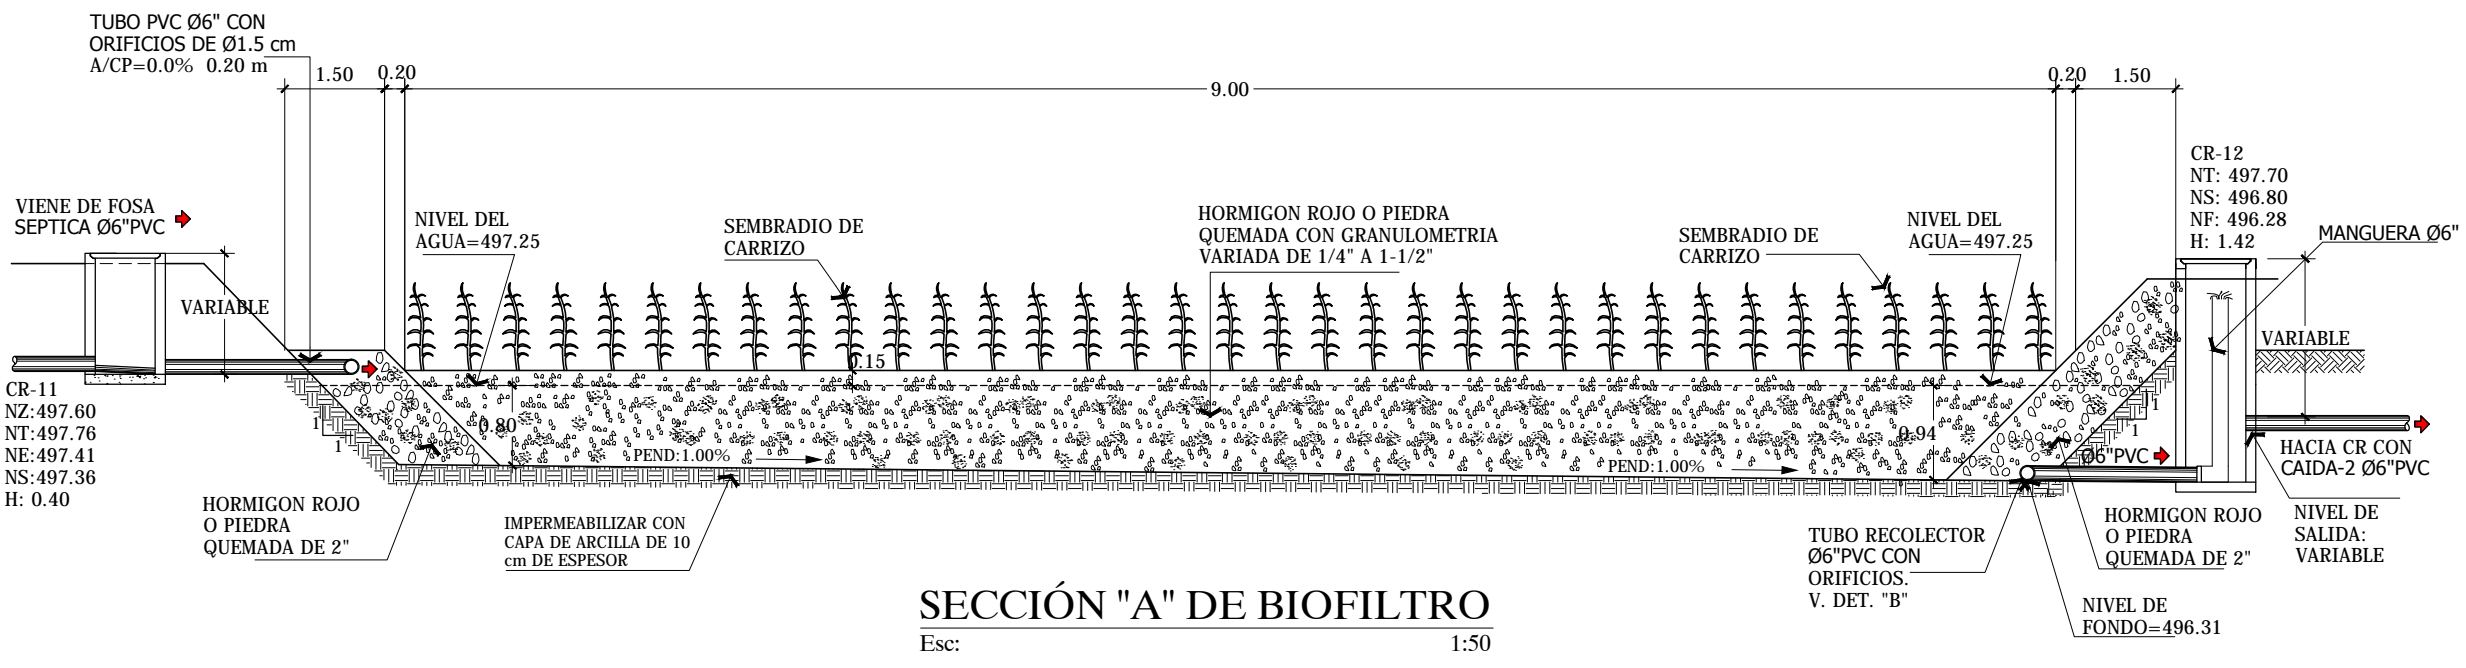 TUBO PVC Ø6" CON
ORIFICIOS DE Ø1.5 cm
A/CP=0.0% 0.20 m
1.50
0.20
9.00
0.20
1.50
VIENE DE FOSA
SEPTICA Ø6"PVC
VARIABLE
NIVEL DEL
AGUA=497.25
SEMBRADIO DE
CARRIZO
HORMIGON ROJO O PIEDRA
QUEMADA CON GRANULOMETRIA
VARIADA DE 1/4" A 1-1/2"
SEMBRADIO DE
CARRIZO
NIVEL DEL
AGUA=497.25
CR-12
NT: 497.70
NS: 496.80
NF: 496.28
H: 1.42
MANGUERA Ø6"
VARIABLE
0.15
CR-11
NZ:497.60
NT:497.76
NE:497.41
NS:497.36
H: 0.40
1
1
0.80
PEND:1.00%
0.94
PEND:1.00%
1
1
Ø6"PVC
HACIA CR CON
CAIDA-2 Ø6"PVC
HORMIGON ROJO
O PIEDRA
QUEMADA DE 2"
IMPERMEABILIZAR CON
CAPA DE ARCILLA DE 10
cm DE ESPESOR
TUBO RECOLECTOR
Ø6"PVC CON
ORIFICIOS.
V. DET. "B"
HORMIGON ROJO
O PIEDRA
QUEMADA DE 2"
NIVEL DE
SALIDA:
VARIABLE
NIVEL DE
FONDO=496.31
SECCIÓN "A" DE BIOFILTRO
Esc: 1:50